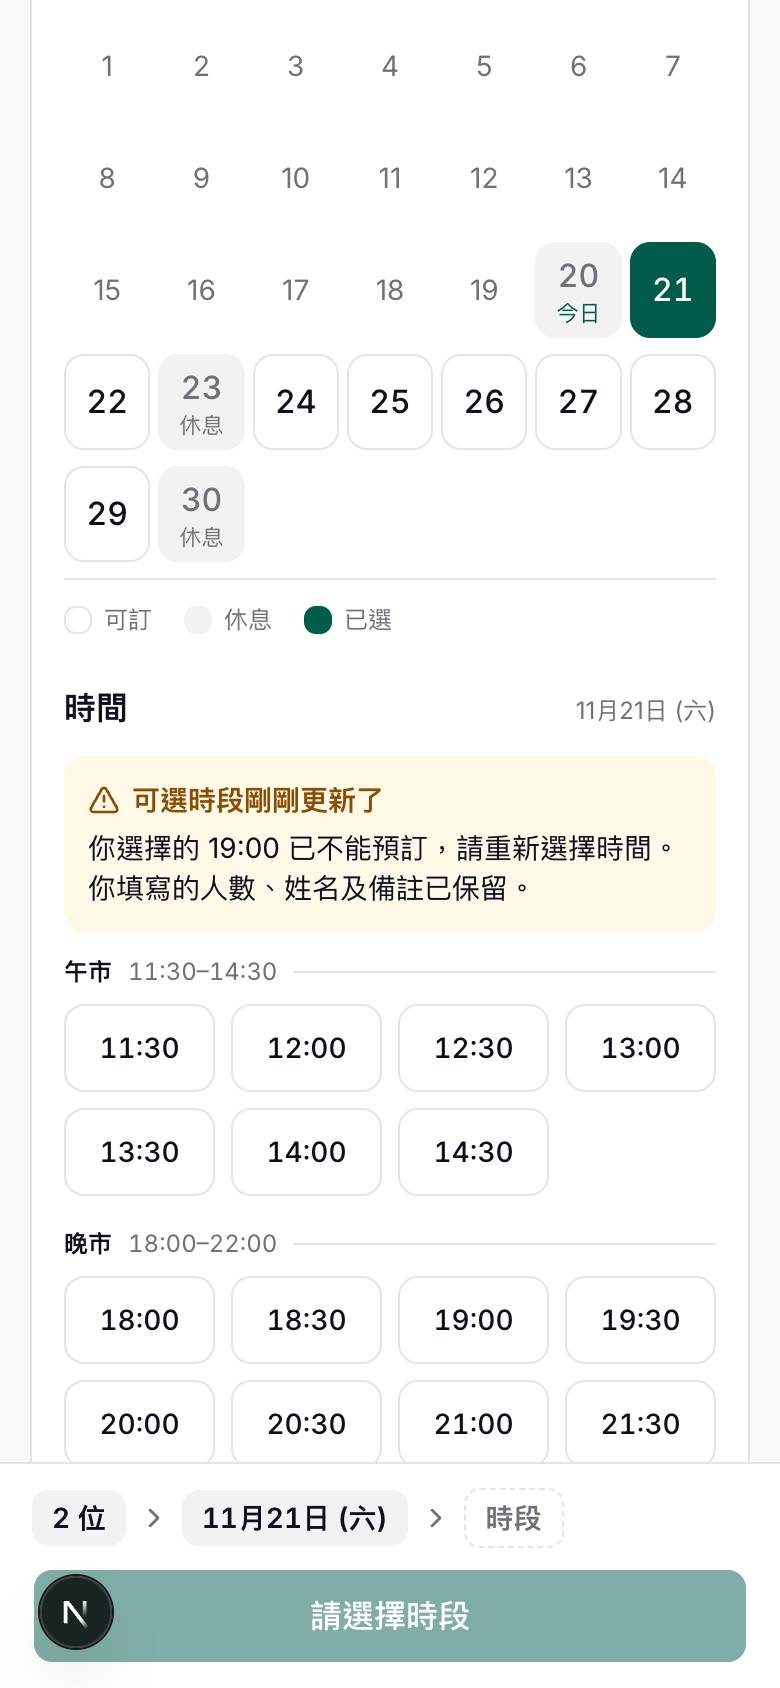 1 2 3 4 5 6 7
8 9 10 11 12 13 14
15 16 17 18 19 20 21
今日
22 23 24 25 26 27 28
休息
29 30
休息
可訂 休息 已選
時間 11月21日 (六)
可選時段剛剛更新了
你選擇的 19:00 已不能預訂，請重新選擇時間。
你填寫的人數、姓名及備註已保留。
午市 11:30–14:30
11:30 12:00 12:30 13:00
13:30 14:00 14:30
晚市 18:00–22:00
18:00 18:30 19:00 19:30
20:00 20:30 21:00 21:30
2 位 > 11月21日 (六) > 時段
N 請選擇時段